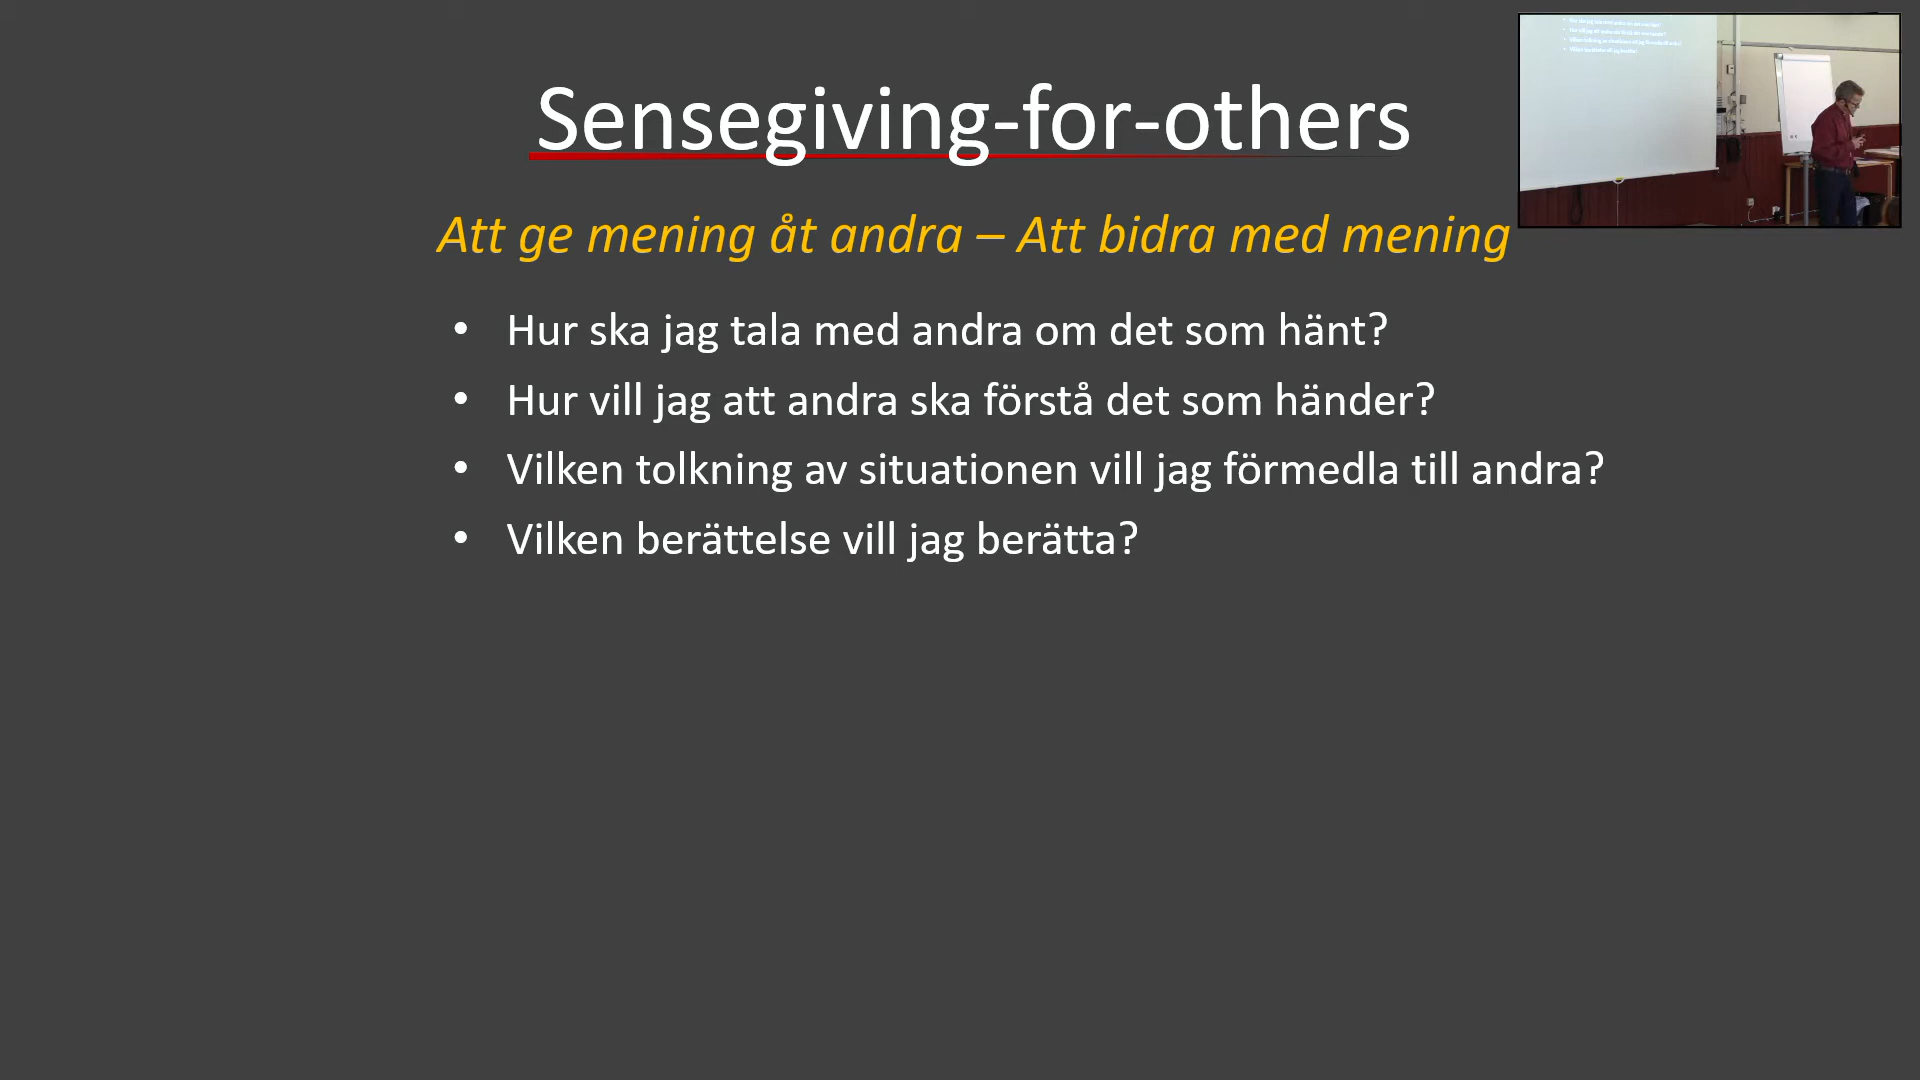 Sensegiving-for-others
Att ge mening åt andra – Att bidra med mening
• Hur ska jag tala med andra om det som hänt?
• Hur vill jag att andra ska förstå det som händer?
• Vilken tolkning av situationen vill jag förmedla till andra?
• Vilken berättelse vill jag berätta?